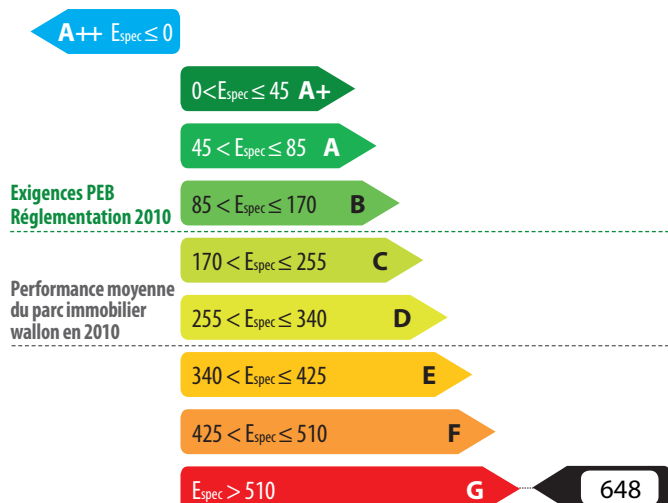 A++ Espec ≤ 0
0<Espec ≤ 45 A+
45 < Espec ≤ 85 A
Exigences PEB
Réglementation 2010
85 < Espec ≤ 170 B
170 < Espec ≤ 255 C
Performance moyenne
du parc immobilier
wallon en 2010
255 < Espec ≤ 340 D
340 < Espec ≤ 425 E
425 < Espec ≤ 510 F
Espec > 510 G 648